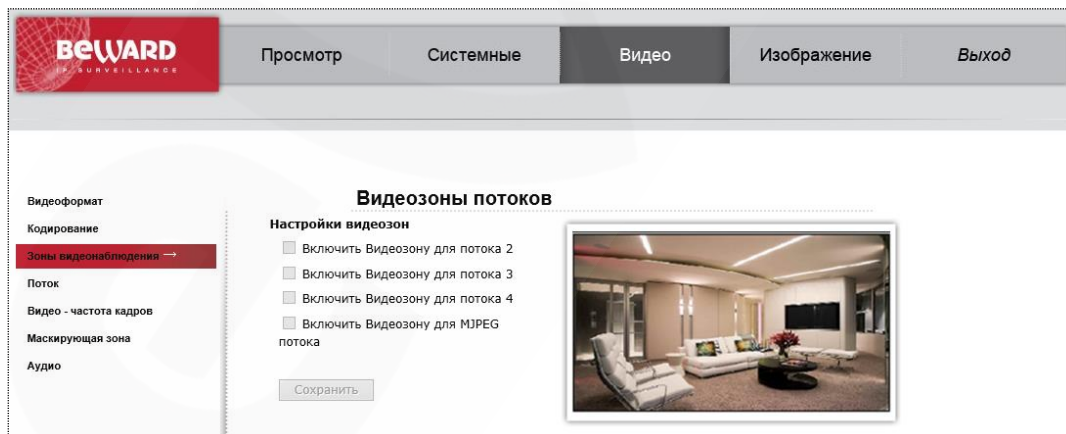 BEWARD
IP SURVEILLANCE
Просмотр
Системные
Видео
Изображение
Выход
Видеоформат
Кодирование
Зоны видеонаблюдения →
Поток
Видео - частота кадров
Маскирующая зона
Аудио
Видеозоны потоков
Настройки видеозон
Включить Видеозону для потока 2
Включить Видеозону для потока 3
Включить Видеозону для потока 4
Включить Видеозону для MJPEG
потока
Сохранить